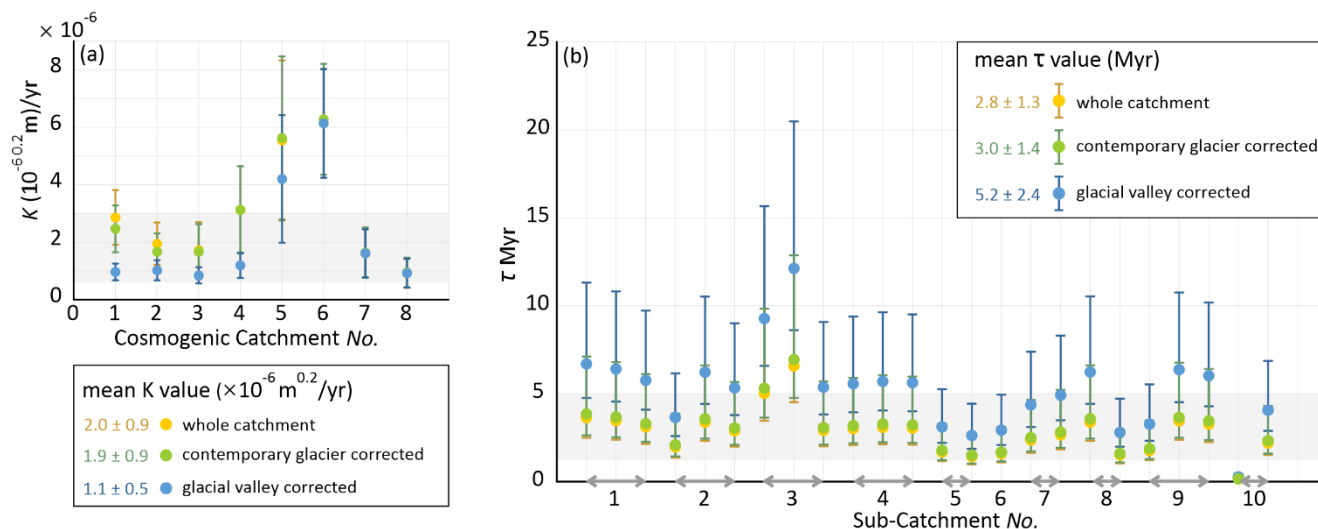 × 10⁻⁶
(a)
8
6
4
2
0
K (10⁻⁶ ⁰·² m)/yr
0 1 2 3 4 5 6 7 8
Cosmogenic Catchment No.
mean K value (×10⁻⁶ m⁰·²/yr)
2.0 ± 0.9 whole catchment
1.9 ± 0.9 contemporary glacier corrected
1.1 ± 0.5 glacial valley corrected
(b)
25
20
15
10
5
0
τ Myr
mean τ value (Myr)
2.8 ± 1.3 whole catchment
3.0 ± 1.4 contemporary glacier corrected
5.2 ± 2.4 glacial valley corrected
1 2 3 4 5 6 7 8 9 10
Sub-Catchment No.